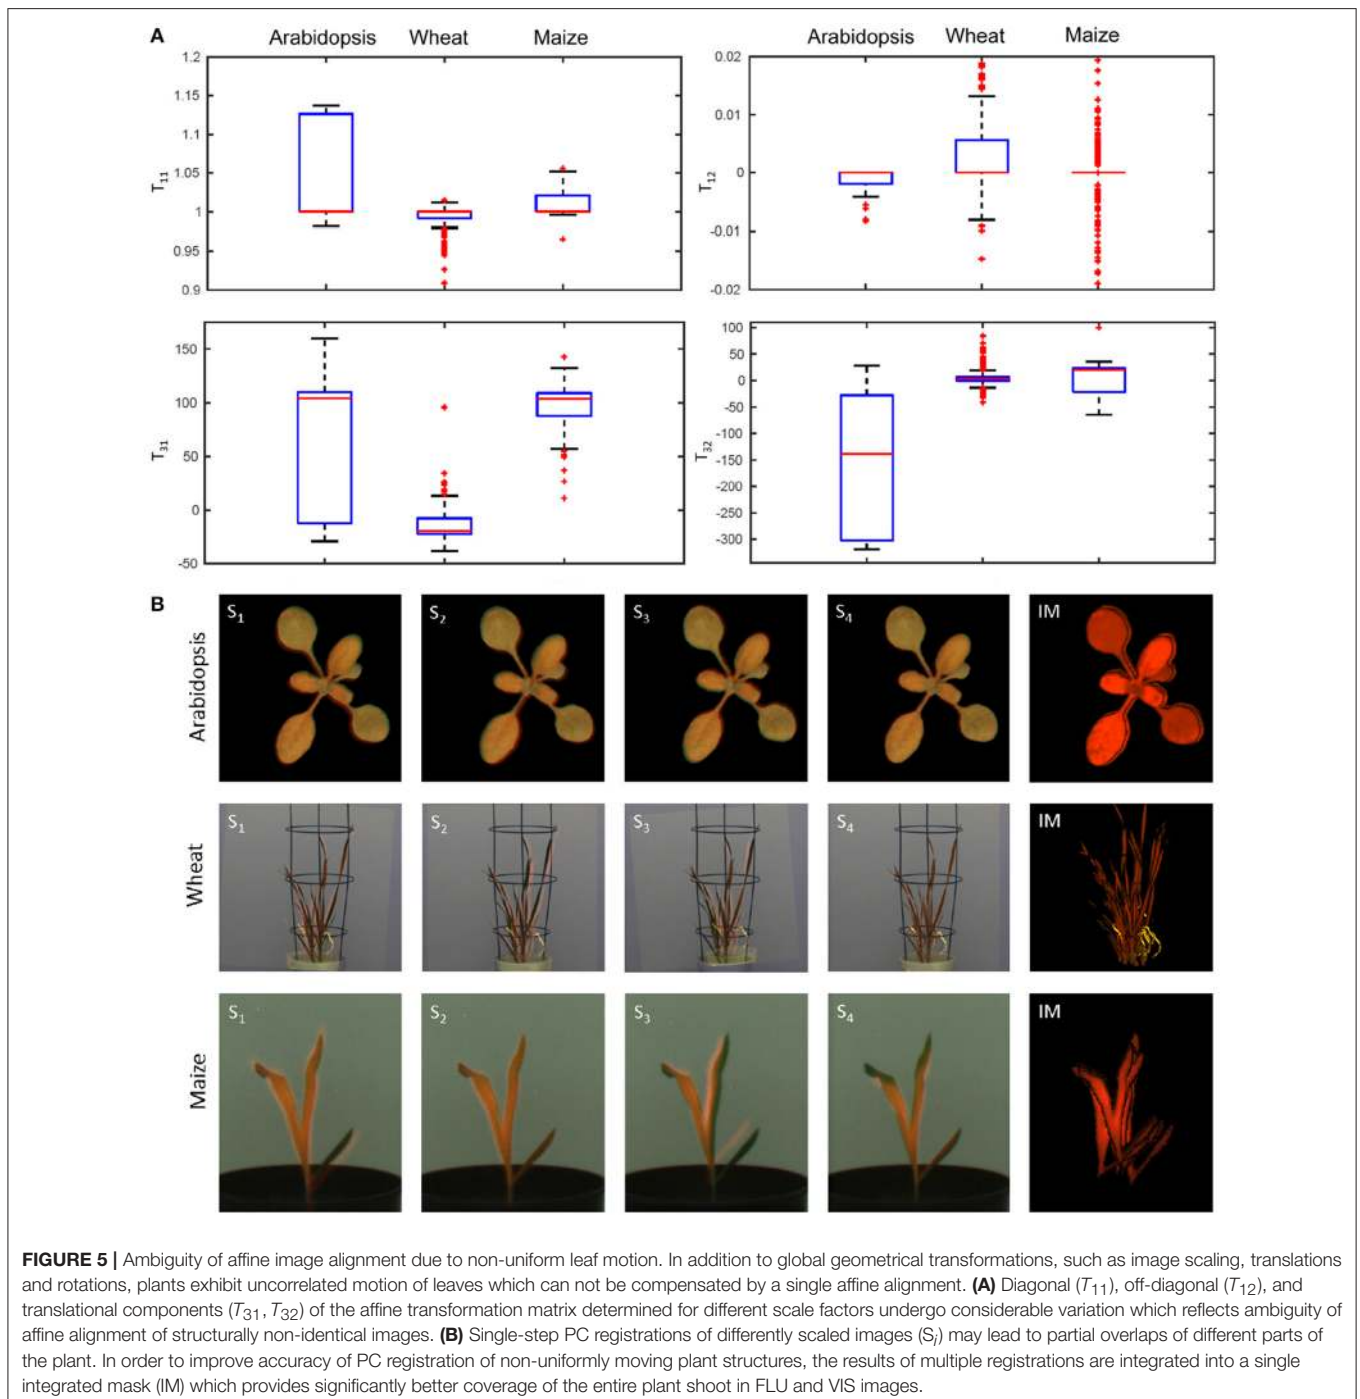 A
Arabidopsis Wheat Maize
1.2
1.15
1.1
1.05
1
0.95
0.9
T11
Arabidopsis Wheat Maize
0.02
0.01
0
-0.01
-0.02
T12
150
100
50
0
-50
T31
100
50
0
-50
-100
-150
-200
-250
-300
T32
B
Arabidopsis
S1 S2 S3 S4 IM
Wheat
S1 S2 S3 S4 IM
Maize
S1 S2 S3 S4 IM
FIGURE 5 | Ambiguity of affine image alignment due to non-uniform leaf motion. In addition to global geometrical transformations, such as image scaling, translations
and rotations, plants exhibit uncorrelated motion of leaves which can not be compensated by a single affine alignment. (A) Diagonal (T11), off-diagonal (T12), and
translational components (T31, T32) of the affine transformation matrix determined for different scale factors undergo considerable variation which reflects ambiguity of
affine alignment of structurally non-identical images. (B) Single-step PC registrations of differently scaled images (Si) may lead to partial overlaps of different parts of
the plant. In order to improve accuracy of PC registration of non-uniformly moving plant structures, the results of multiple registrations are integrated into a single
integrated mask (IM) which provides significantly better coverage of the entire plant shoot in FLU and VIS images.